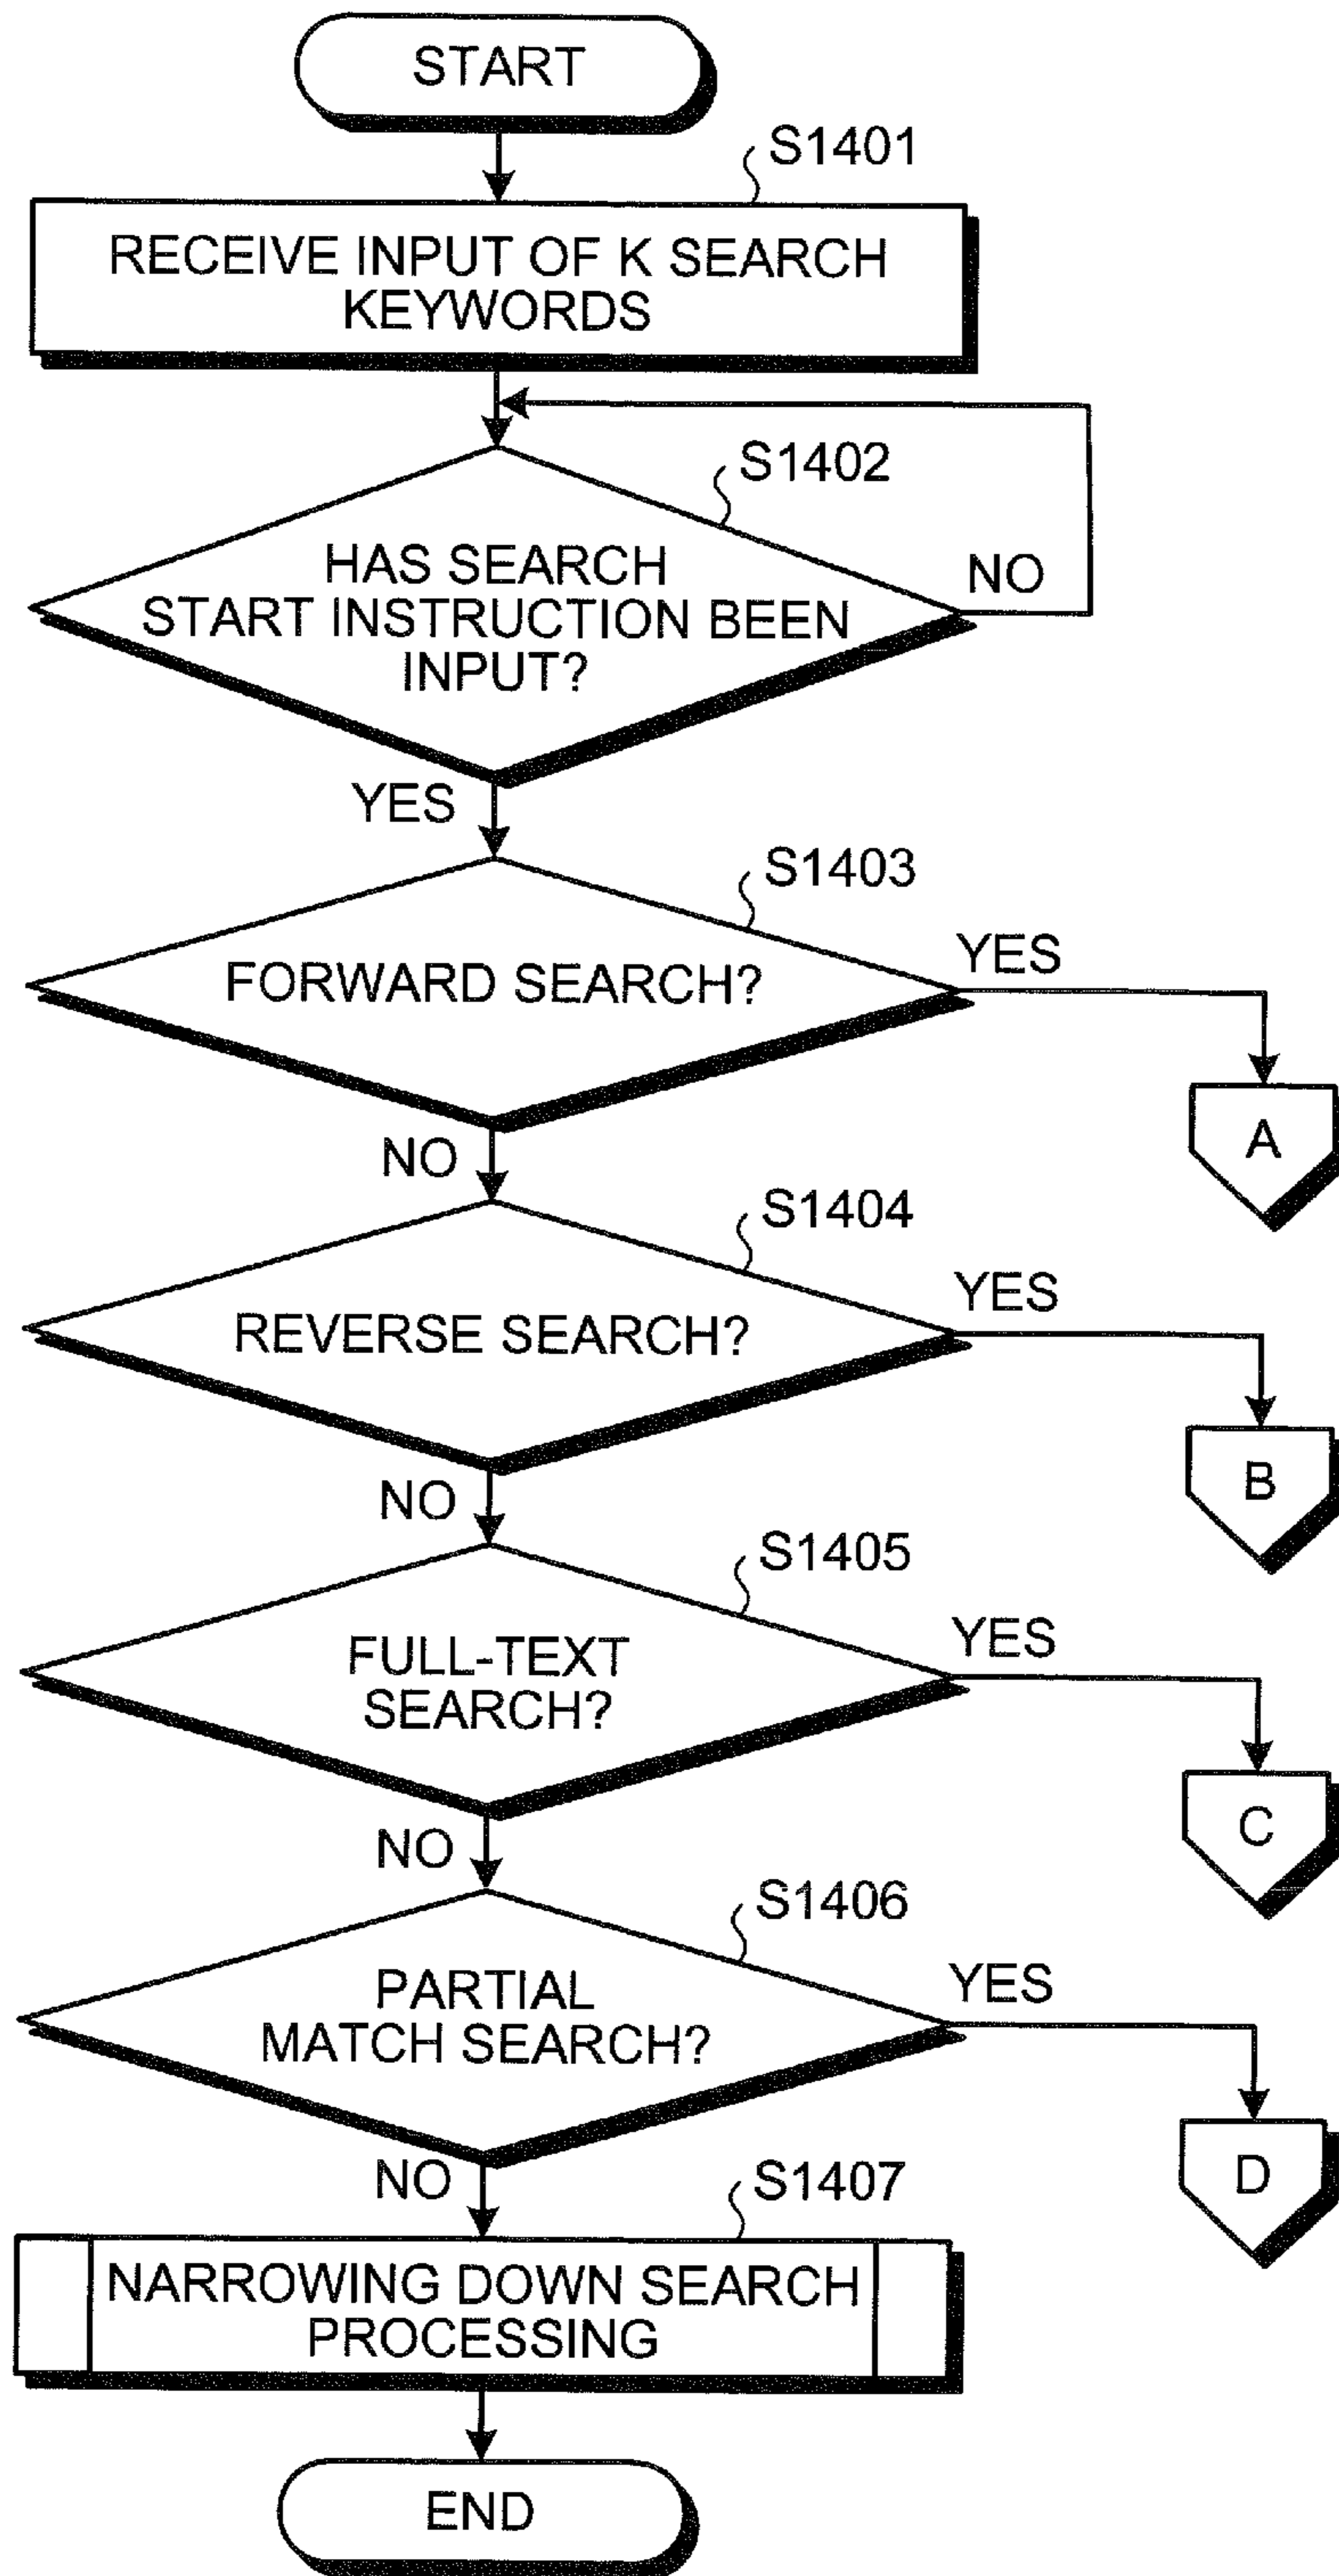 START
S1401
RECEIVE INPUT OF K SEARCH
KEYWORDS
S1402
HAS SEARCH
START INSTRUCTION BEEN
INPUT?
NO
YES
S1403
FORWARD SEARCH?
YES
A
NO
S1404
REVERSE SEARCH?
YES
B
NO
S1405
FULL-TEXT
SEARCH?
YES
C
NO
S1406
PARTIAL
MATCH SEARCH?
YES
D
NO
S1407
NARROWING DOWN SEARCH
PROCESSING
END